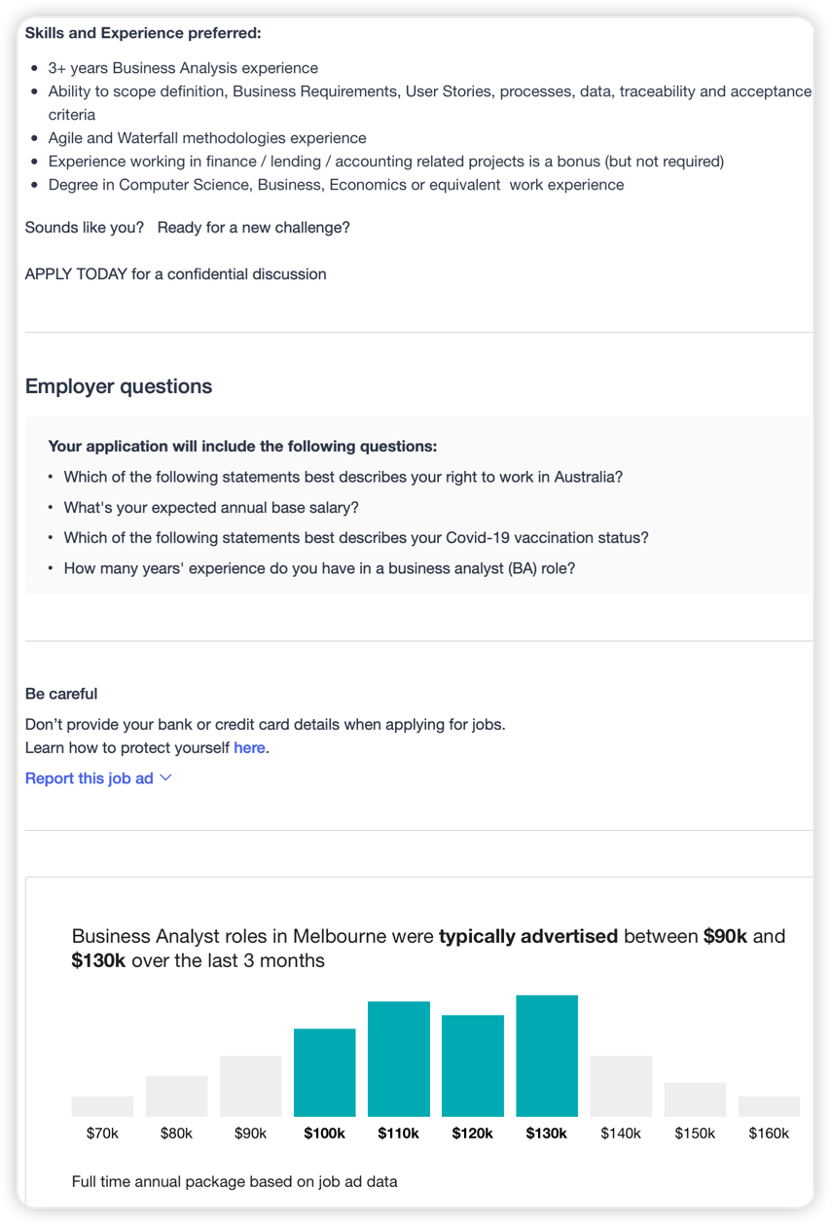 Skills and Experience preferred:
3+ years Business Analysis experience
Ability to scope definition, Business Requirements, User Stories, processes, data, traceability and acceptance
criteria
Agile and Waterfall methodologies experience
Experience working in finance / lending / accounting related projects is a bonus (but not required)
Degree in Computer Science, Business, Economics or equivalent  work experience
Sounds like you?   Ready for a new challenge?
APPLY TODAY for a confidential discussion
Employer questions
Your application will include the following questions:
Which of the following statements best describes your right to work in Australia?
What's your expected annual base salary?
Which of the following statements best describes your Covid-19 vaccination status?
How many years' experience do you have in a business analyst (BA) role?
Be careful
Don’t provide your bank or credit card details when applying for jobs.
Learn how to protect yourself here.
Report this job ad
Business Analyst roles in Melbourne were typically advertised between $90k and
$130k over the last 3 months
$70k $80k $90k $100k $110k $120k $130k $140k $150k $160k
Full time annual package based on job ad data